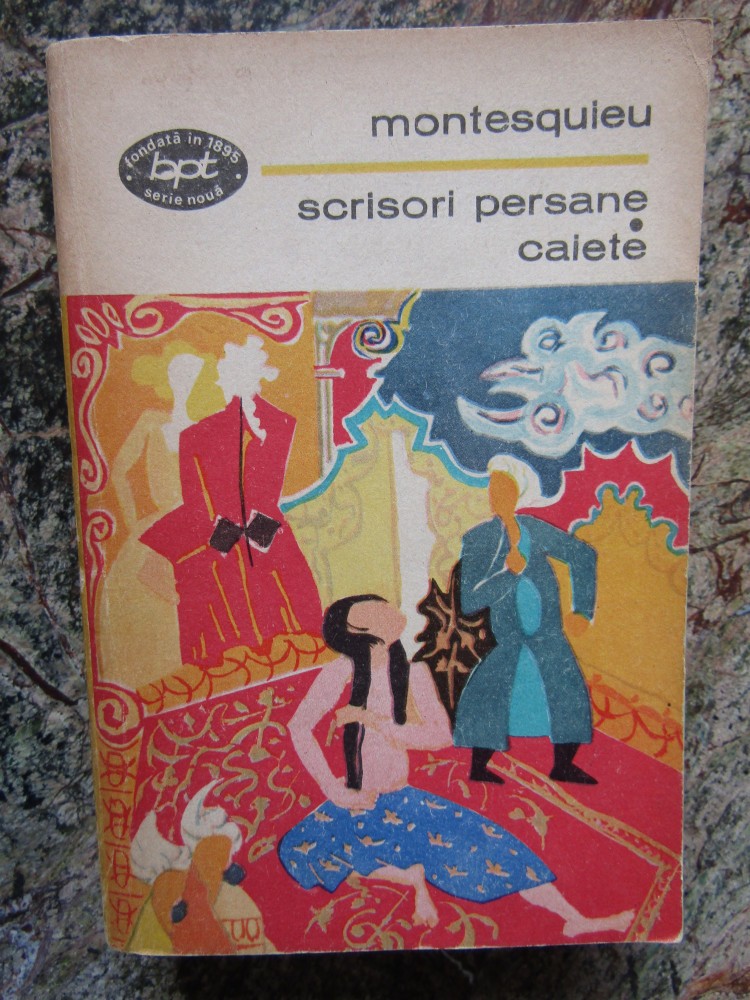 montesquieu
fondată în 1895
bpt
serie nouă
scrisori persane
• caiete